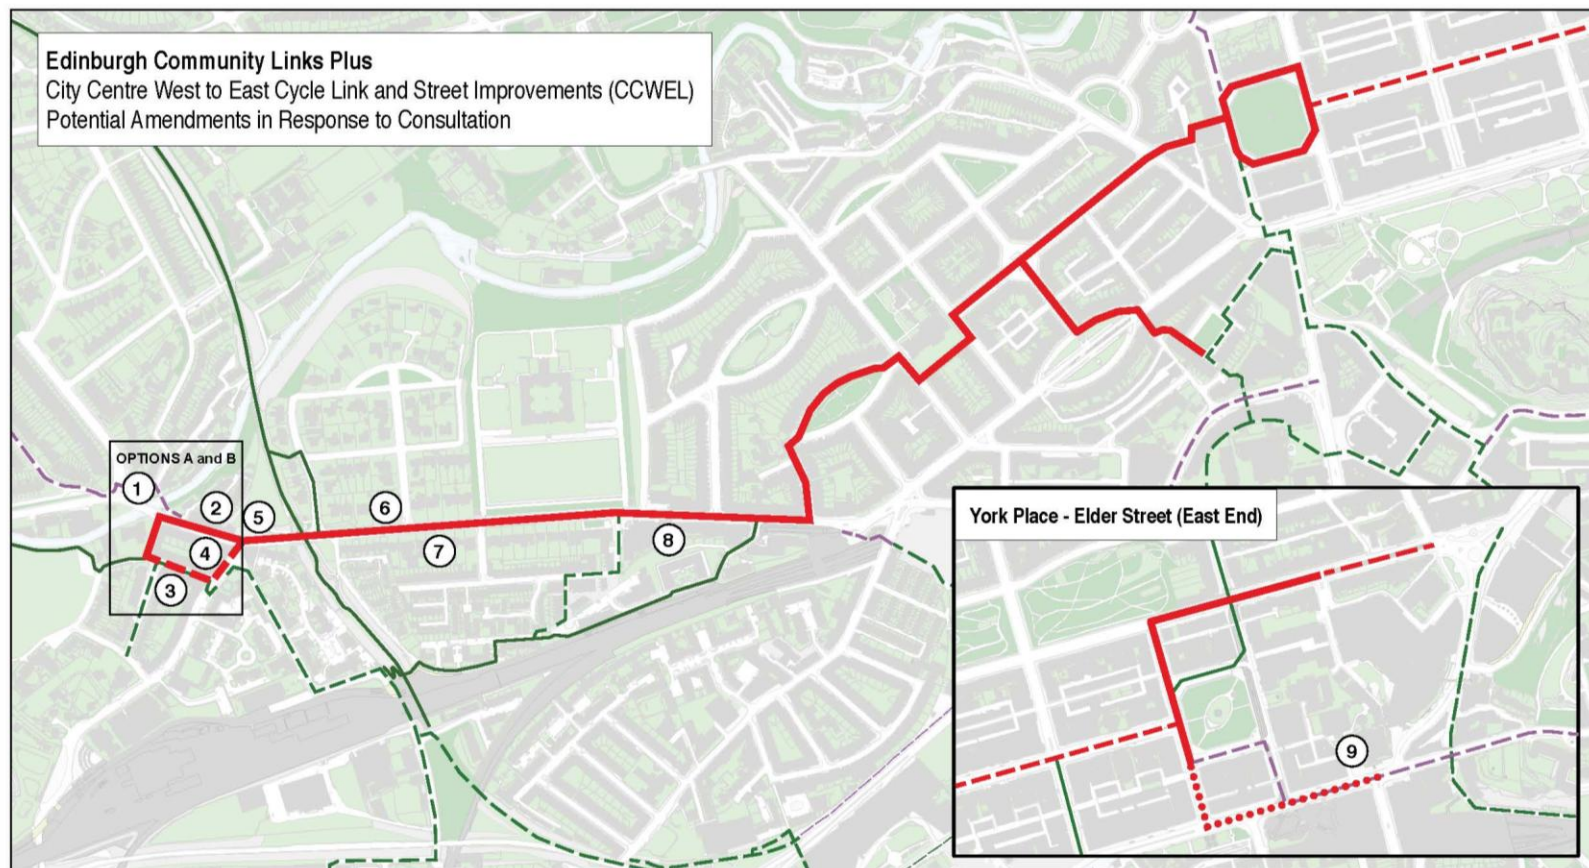 Edinburgh Community Links Plus
City Centre West to East Cycle Link and Street Improvements (CCWEL)
Potential Amendments in Response to Consultation
OPTIONS A and B
1
2
5
4
3
6
7
8
York Place - Elder Street (East End)
9